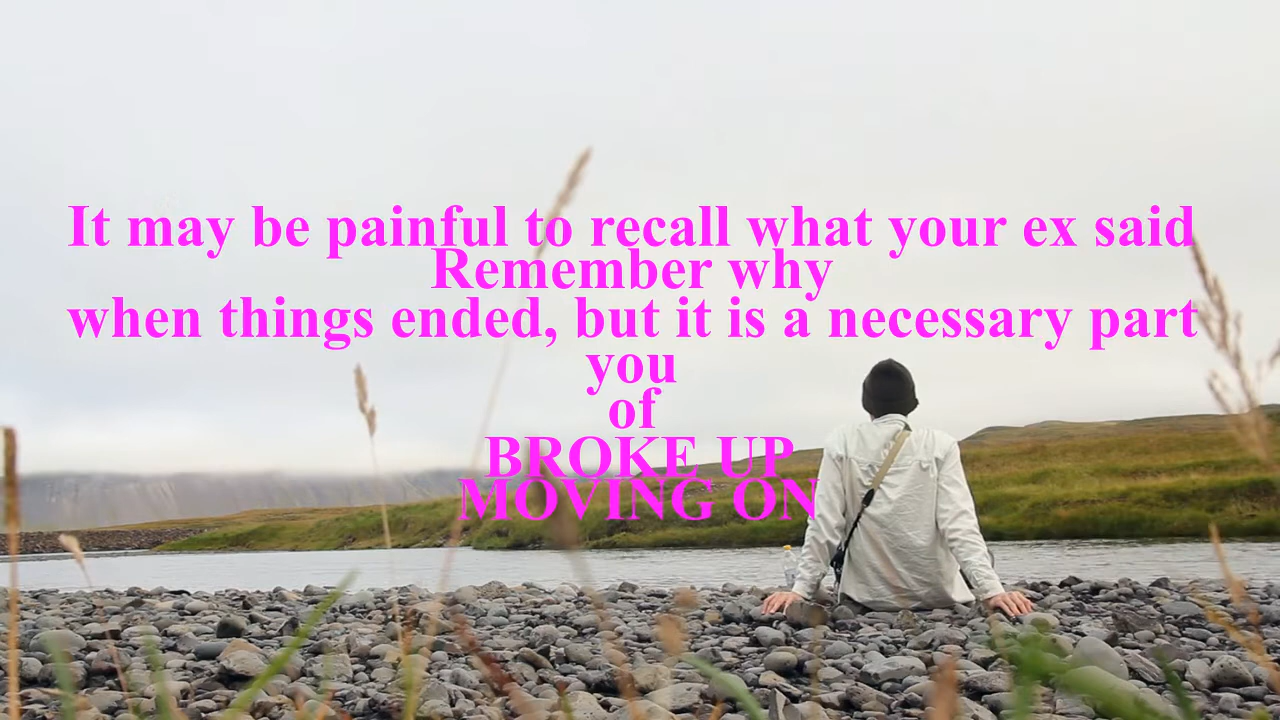 It may be painful to recall what your ex said
Remember why
when things ended, but it is a necessary part
you
of
BROKE UP
MOVING ON